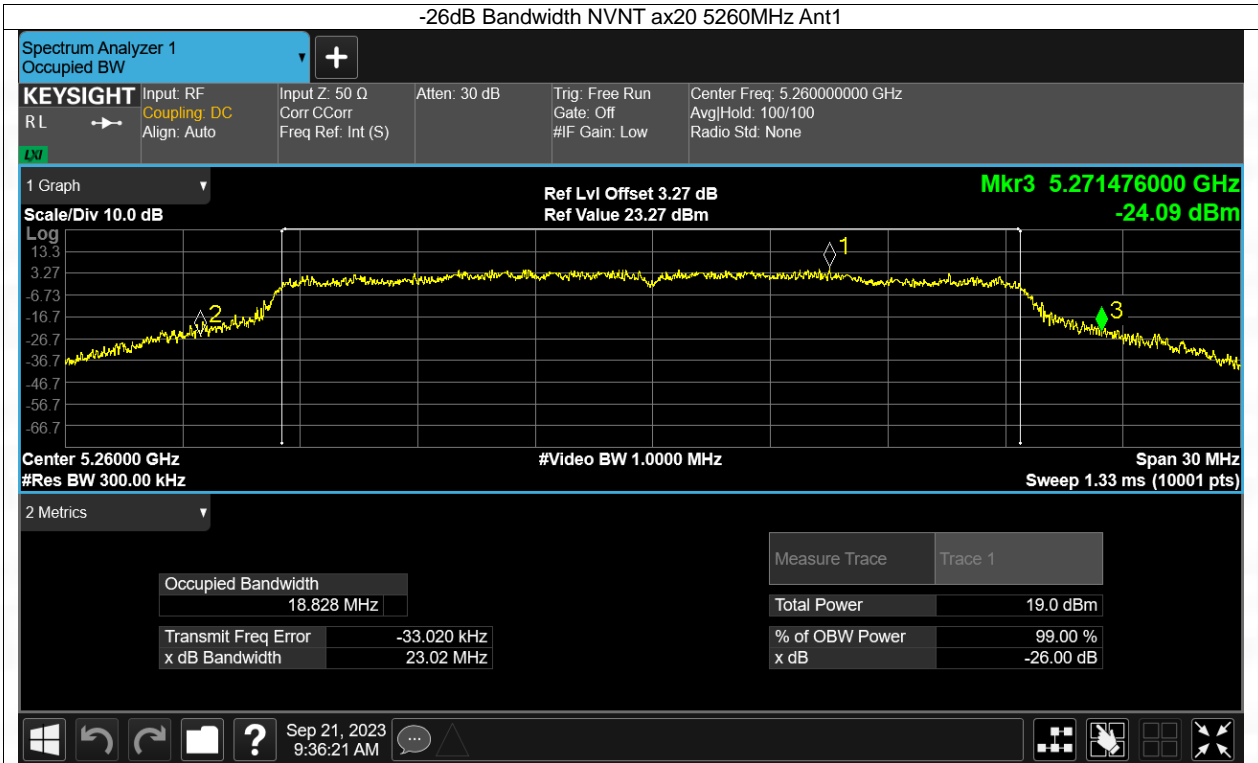 -26dB Bandwidth NVNT ax20 5260MHz Ant1
Spectrum Analyzer 1
Occupied BW
+
KEYSIGHT
R L
LXI
Input: RF
Coupling: DC
Align: Auto
Input Z: 50 Ω
Corr CCorr
Freq Ref: Int (S)
Atten: 30 dB
Trig: Free Run
Gate: Off
#IF Gain: Low
Center Freq: 5.260000000 GHz
Avg|Hold: 100/100
Radio Std: None
1 Graph
Scale/Div 10.0 dB
Ref Lvl Offset 3.27 dB
Ref Value 23.27 dBm
Mkr3 5.271476000 GHz
-24.09 dBm
Log
13.3
3.27
-6.73
-16.7
-26.7
-36.7
-46.7
-56.7
-66.7
1
2
3
Center 5.26000 GHz
#Res BW 300.00 kHz
#Video BW 1.0000 MHz
Span 30 MHz
Sweep 1.33 ms (10001 pts)
2 Metrics
Measure Trace Trace 1
Occupied Bandwidth
18.828 MHz
Total Power 19.0 dBm
Transmit Freq Error -33.020 kHz
% of OBW Power 99.00 %
x dB Bandwidth 23.02 MHz
x dB -26.00 dB
?
Sep 21, 2023
9:36:21 AM